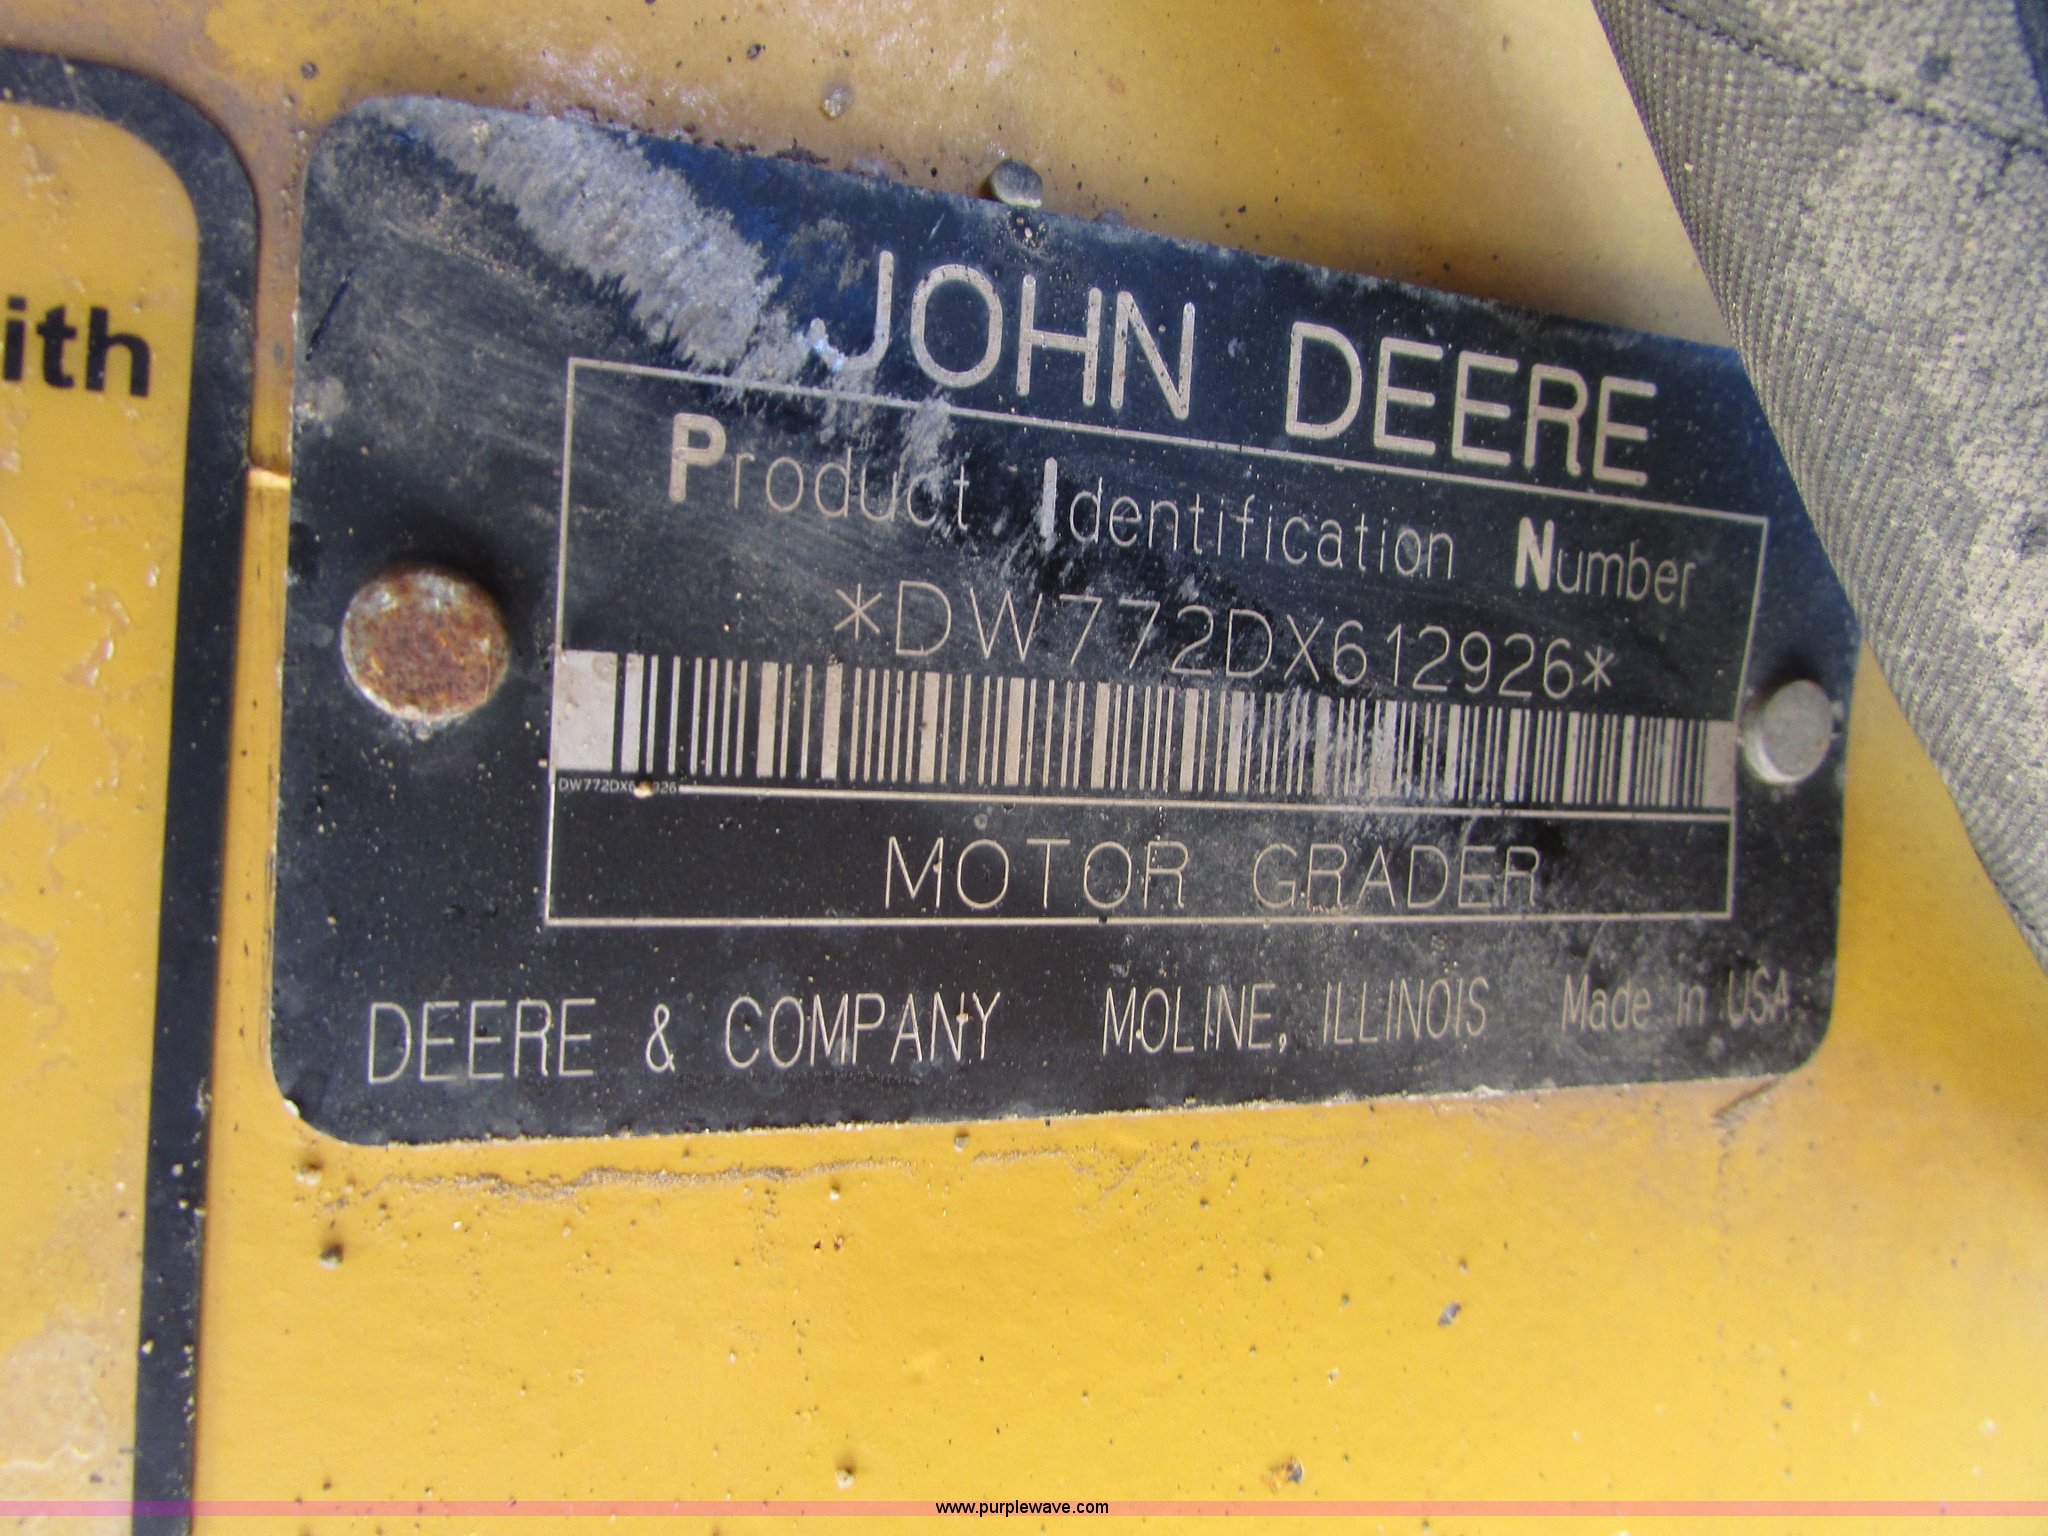 ith
JOHN DEERE
Product Identification Number
*DW772DX612926*
MOTOR GRADER
DEERE & COMPANY MOLINE, ILLINOIS Made in USA
www.purplewave.com